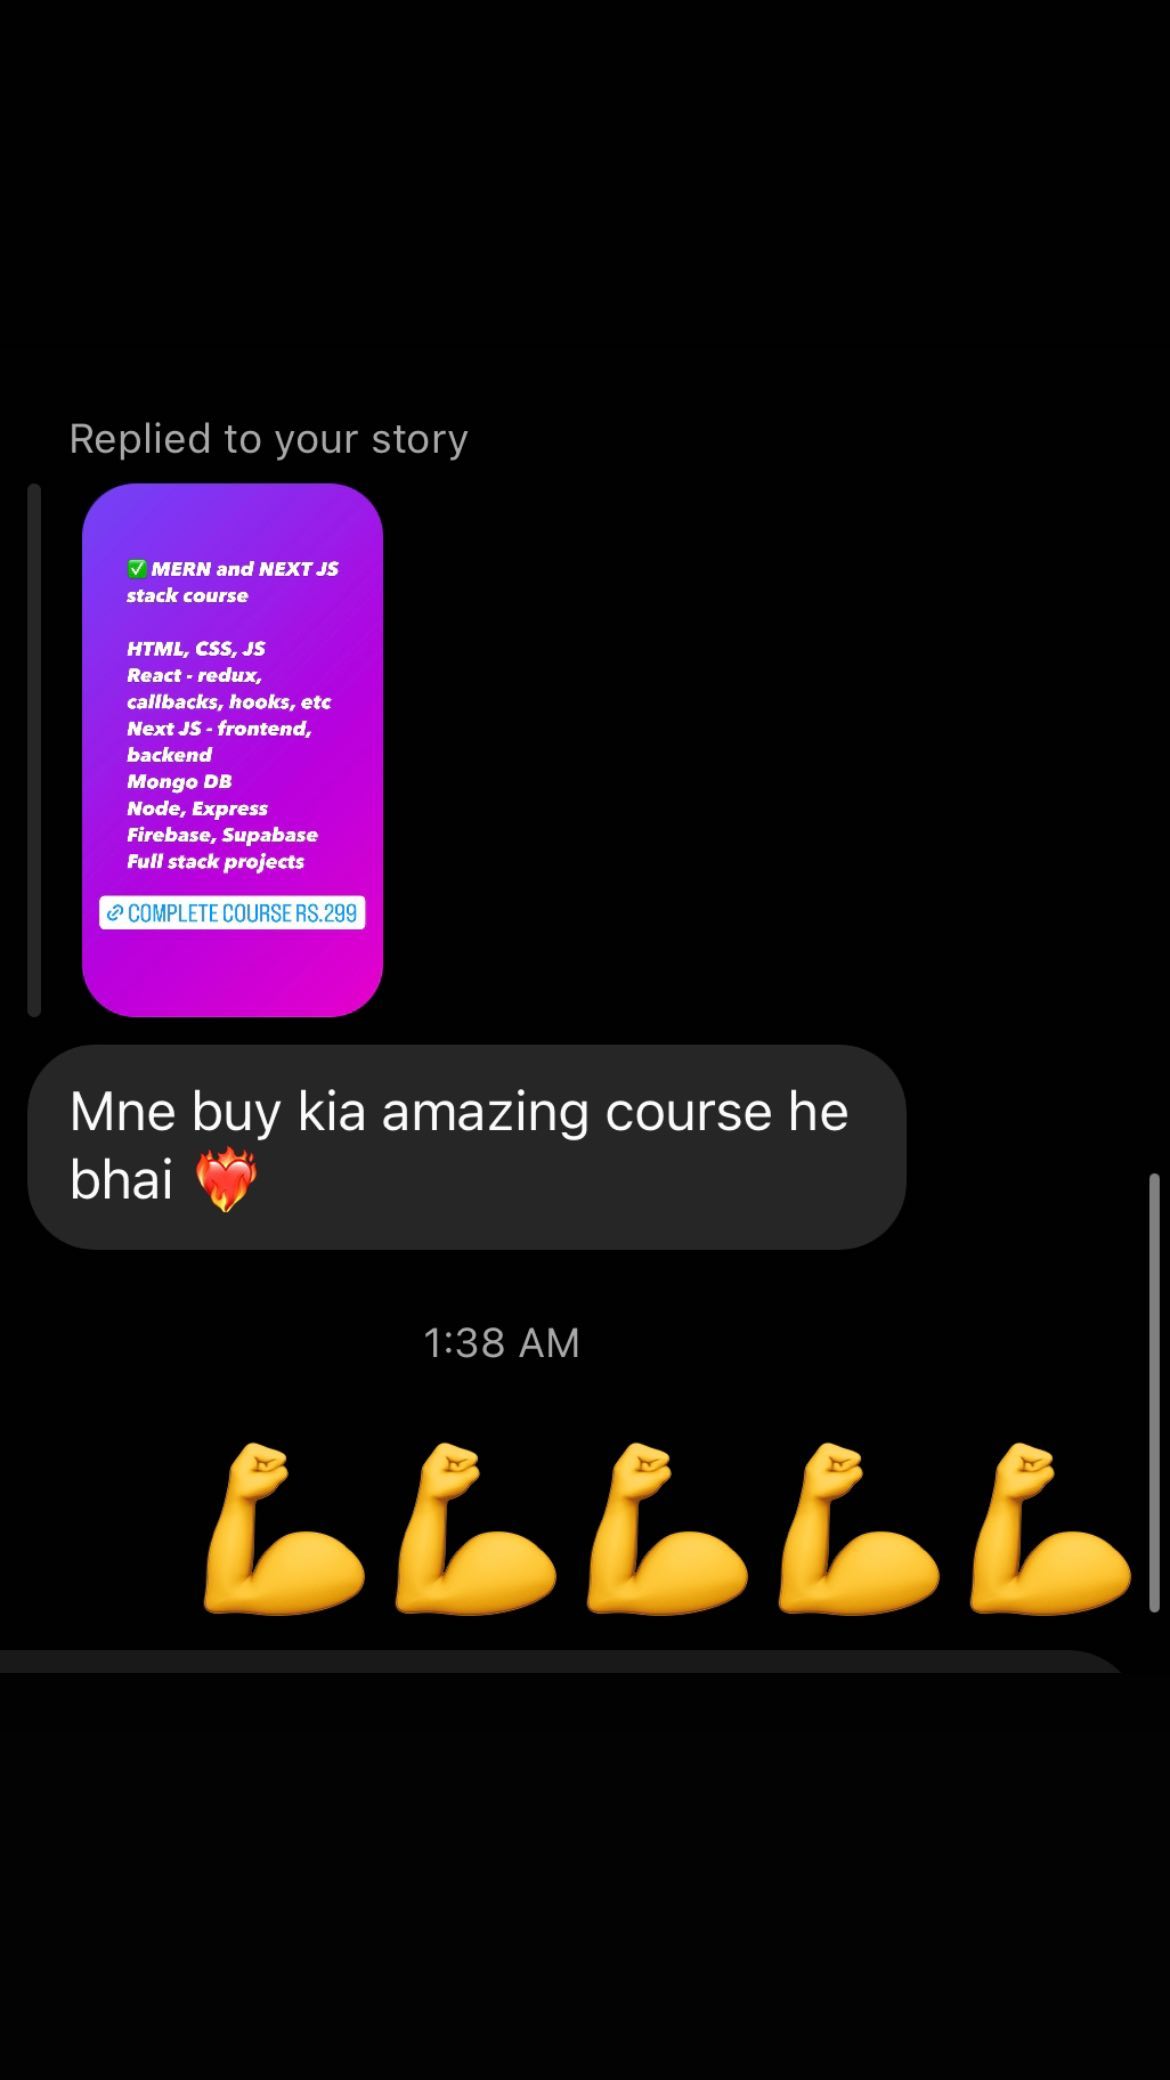 Replied to your story
✅ MERN and NEXT JS
stack course
HTML, CSS, JS
React - redux,
callbacks, hooks, etc
Next JS - frontend,
backend
Mongo DB
Node, Express
Firebase, Supabase
Full stack projects
COMPLETE COURSE RS.299
Mne buy kia amazing course he
bhai ❤️‍🔥
1:38 AM
💪💪💪💪💪